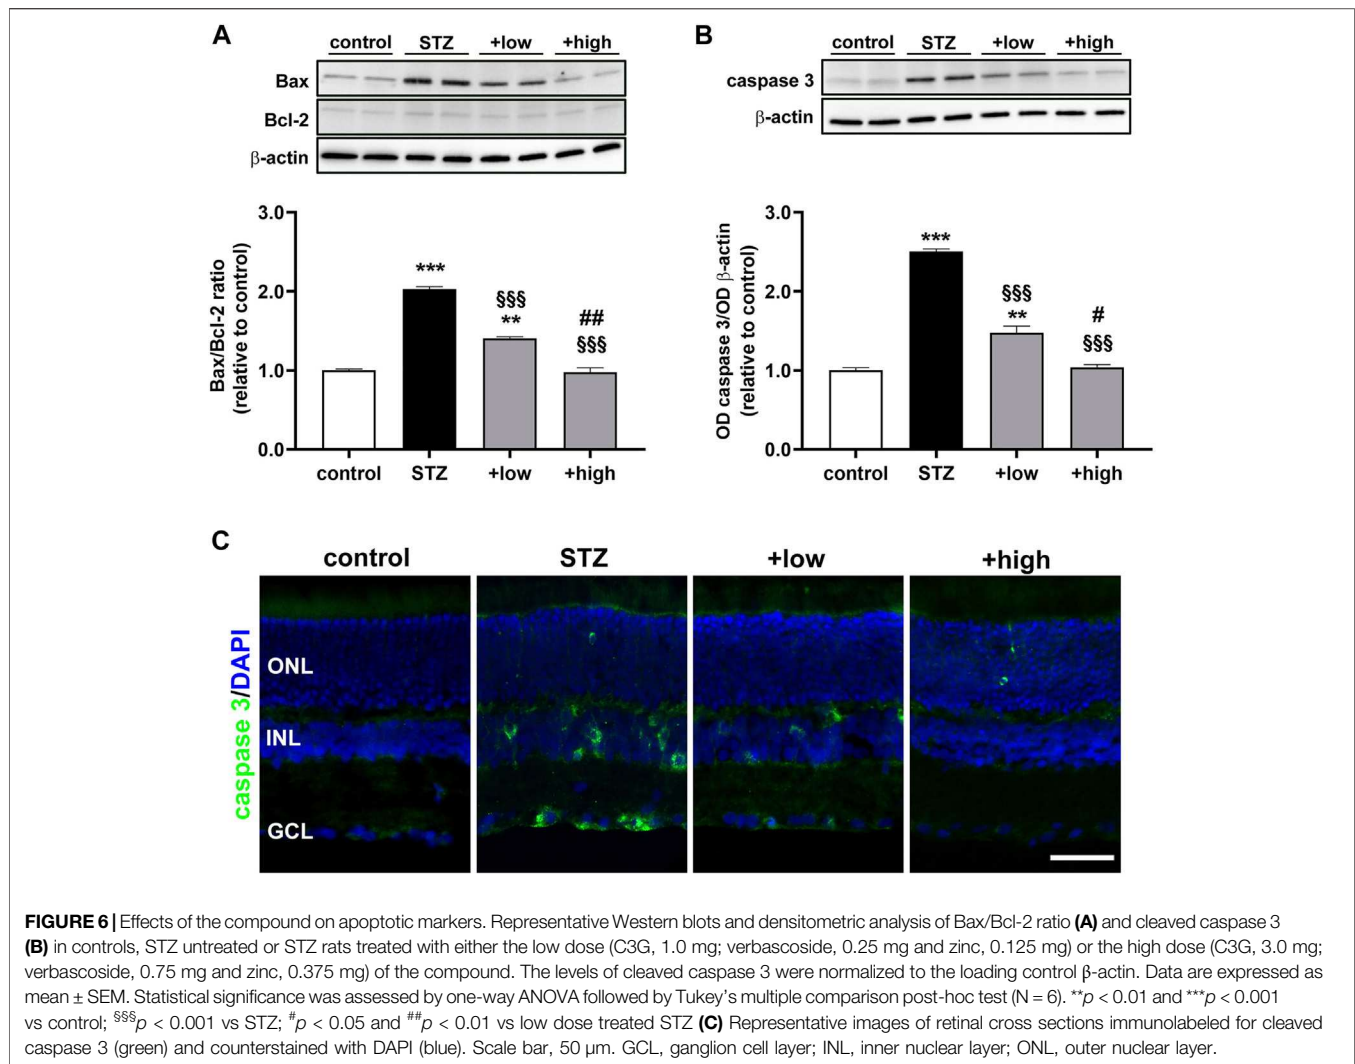 A
control STZ +low +high
Bax
Bcl-2
β-actin
B
control STZ +low +high
caspase 3
β-actin
Bax/Bcl-2 ratio
(relative to control)
3.0
2.0
1.0
0.0
***
§§§
**
##
§§§
control STZ +low +high
OD caspase 3/OD β-actin
(relative to control)
3.0
2.0
1.0
0.0
***
§§§
**
#
§§§
control STZ +low +high
C
control STZ +low +high
caspase 3/DAPI
ONL
INL
GCL
FIGURE 6 | Effects of the compound on apoptotic markers. Representative Western blots and densitometric analysis of Bax/Bcl-2 ratio (A) and cleaved caspase 3
(B) in controls, STZ untreated or STZ rats treated with either the low dose (C3G, 1.0 mg; verbascoside, 0.25 mg and zinc, 0.125 mg) or the high dose (C3G, 3.0 mg;
verbascoside, 0.75 mg and zinc, 0.375 mg) of the compound. The levels of cleaved caspase 3 were normalized to the loading control β-actin. Data are expressed as
mean ± SEM. Statistical significance was assessed by one-way ANOVA followed by Tukey's multiple comparison post-hoc test (N = 6). **p < 0.01 and ***p < 0.001
vs control; §§§p < 0.001 vs STZ; #p < 0.05 and ##p < 0.01 vs low dose treated STZ (C) Representative images of retinal cross sections immunolabeled for cleaved
caspase 3 (green) and counterstained with DAPI (blue). Scale bar, 50 μm. GCL, ganglion cell layer; INL, inner nuclear layer; ONL, outer nuclear layer.